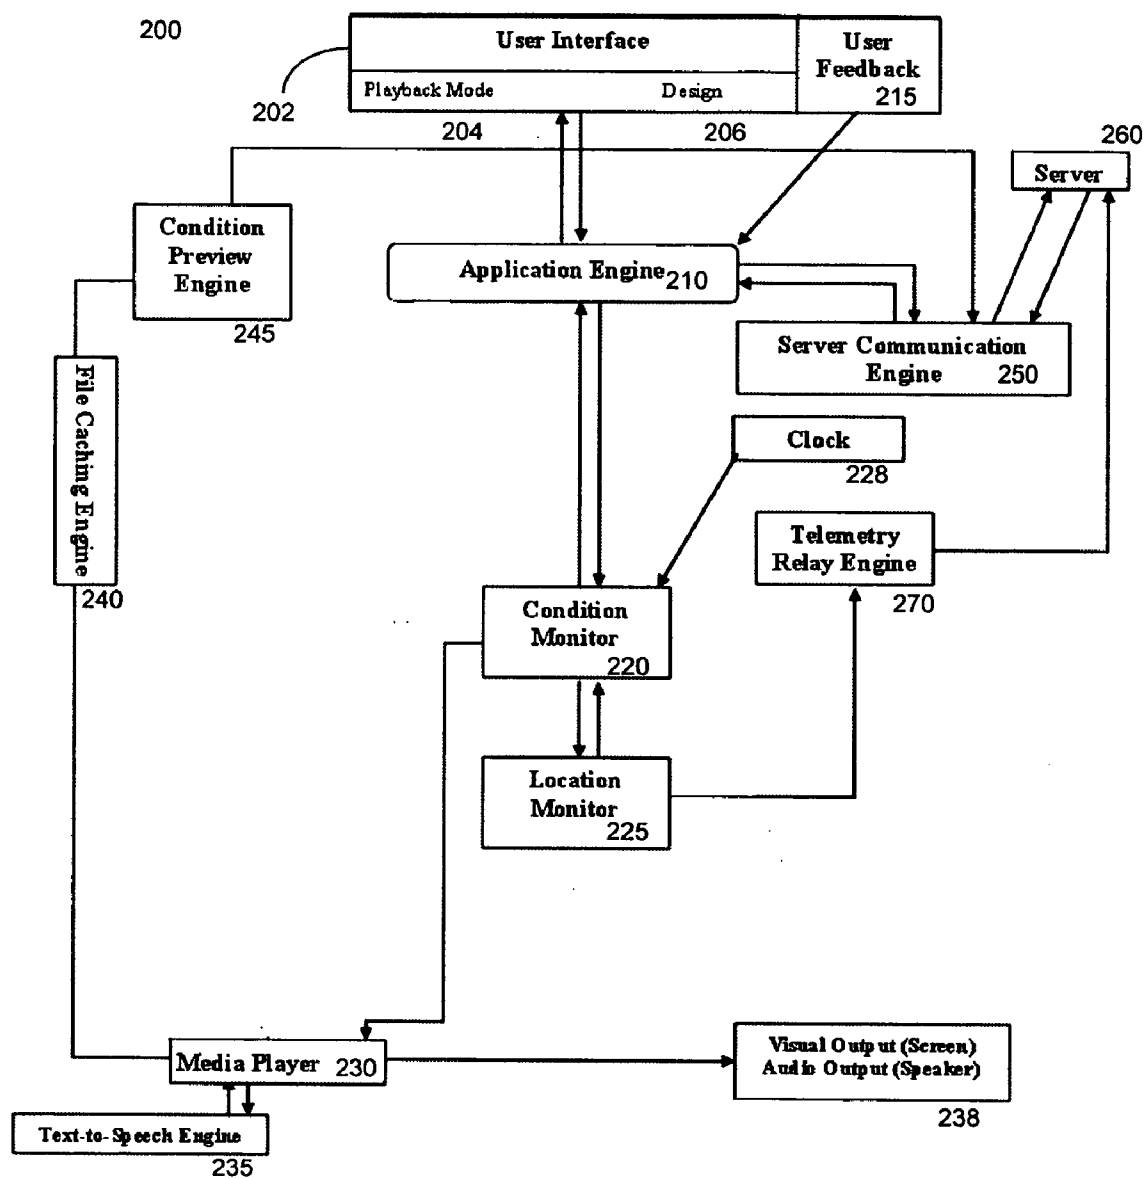 200
User Interface
User
Feedback
215
Playback Mode
Design
202
204
206
260
Server
Condition
Preview
Engine
245
Application Engine 210
Server Communication
Engine 250
File Caching Engine
240
Clock
228
Telemetry
Relay Engine
270
Condition
Monitor
220
Location
Monitor
225
Media Player 230
Visual Output (Screen)
Audio Output (Speaker)
238
Text-to-Speech Engine
235